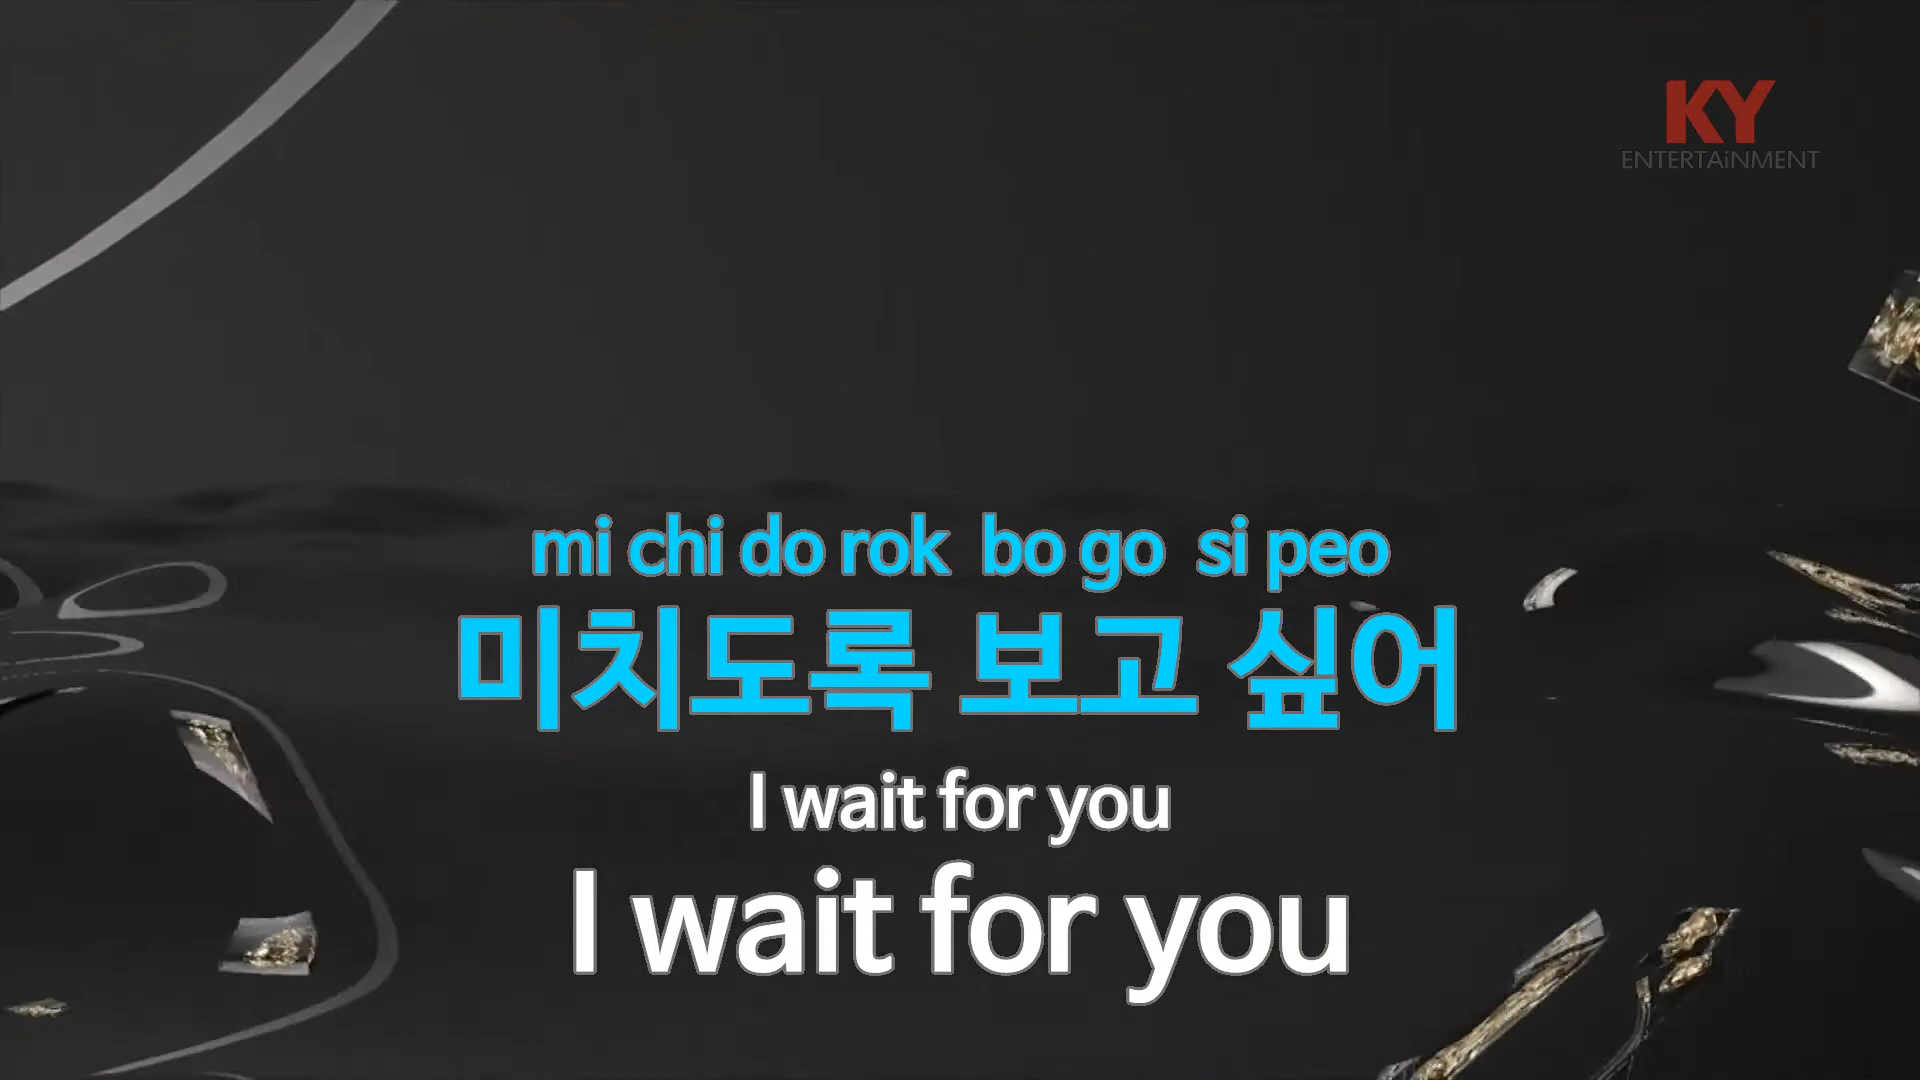 KY
ENTERTAiNMENT
mi chi do rok bo go si peo
미치도록 보고 싶어
I wait for you
I wait for you